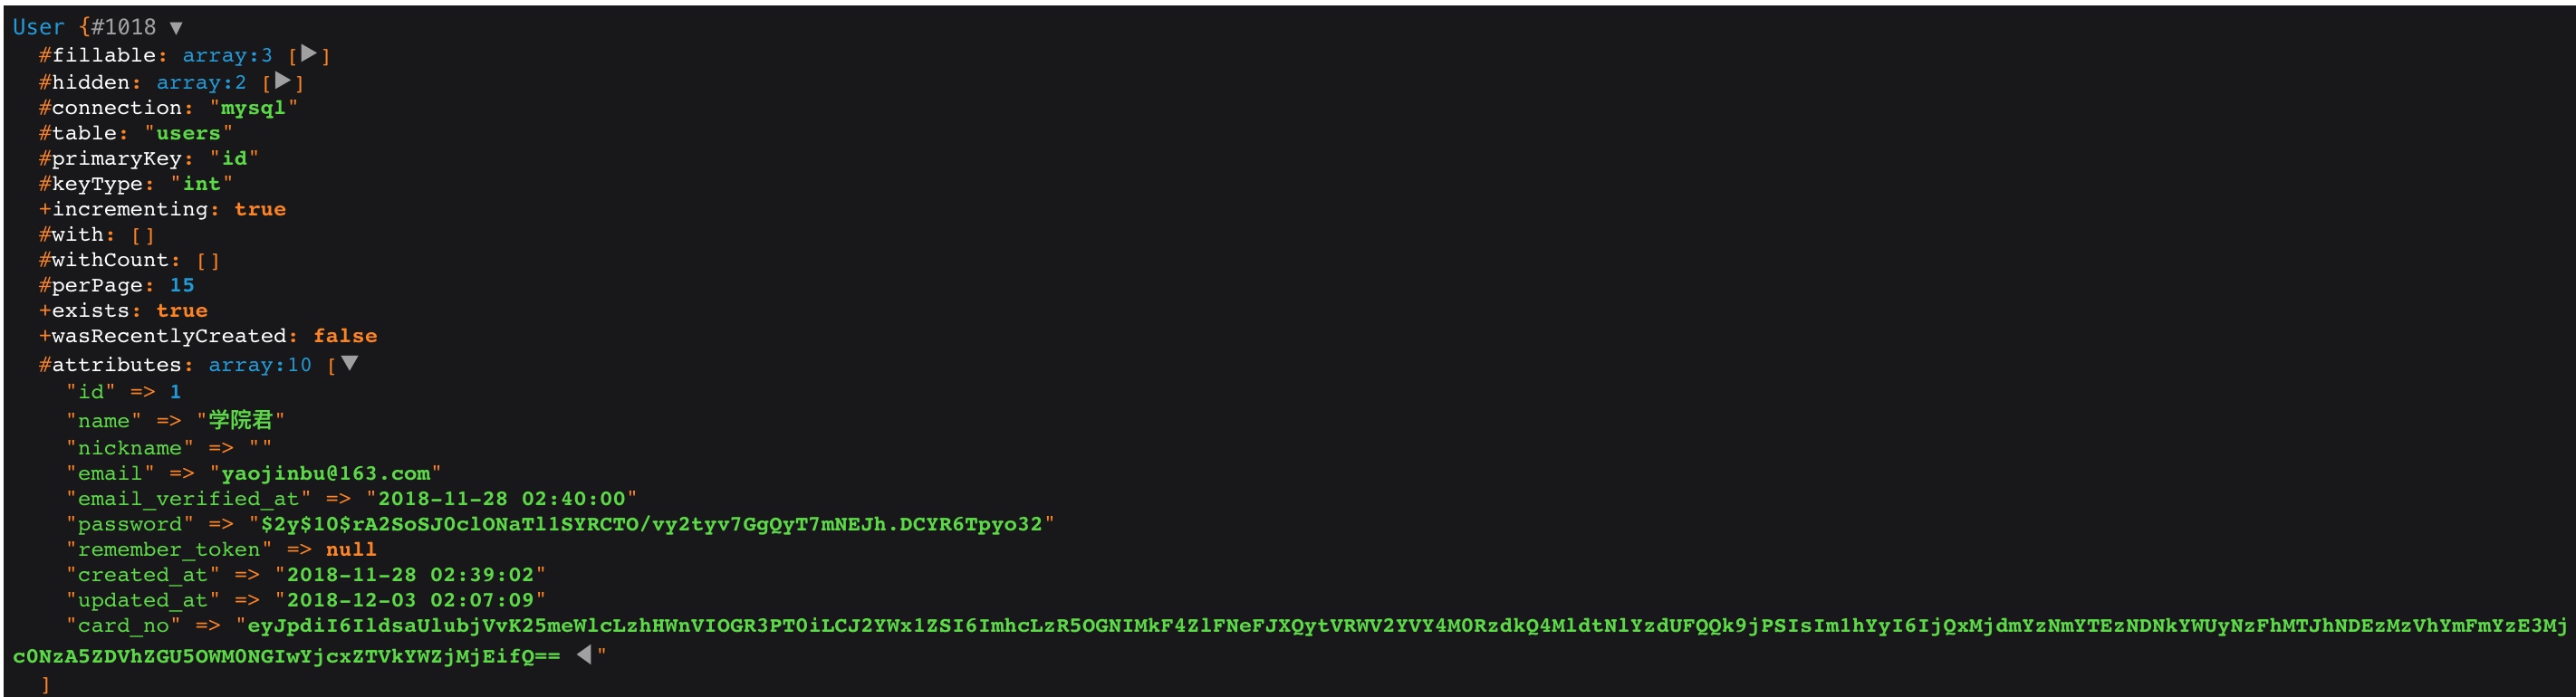 User {#1018 ▼
  #fillable: array:3 [▶]
  #hidden: array:2 [▶]
  #connection: "mysql"
  #table: "users"
  #primaryKey: "id"
  #keyType: "int"
  +incrementing: true
  #with: []
  #withCount: []
  #perPage: 15
  +exists: true
  +wasRecentlyCreated: false
  #attributes: array:10 [▼
    "id" => 1
    "name" => "学院君"
    "nickname" => ""
    "email" => "yaojinbu@163.com"
    "email_verified_at" => "2018-11-28 02:40:00"
    "password" => "$2y$10$rA2SoSJ0clONaTl1SYRCTO/vy2tyv7GgQyT7mNEJh.DCYR6Tpyo32"
    "remember_token" => null
    "created_at" => "2018-11-28 02:39:02"
    "updated_at" => "2018-12-03 02:07:09"
    "card_no" => "eyJpdiI6IldsaUlubjVvK25meWlcLzhHWnVIOGR3PT0iLCJ2YWx1ZSI6ImhcLzR5OGNIMkF4ZlFNeFJXQytVRWV2YVY4M0RzdkQ4MldtNlYzdUFQQk9jPSIsIm1hYyI6IjQxMjdmYzNmYTEzNDNkYWUyNzFhMTJhNDEzMzVhYmFmYzE3Mj
c0NzA5ZDVhZGU5OWM0NGIwYjcxZTVkYWZjMjEifQ== ◀"
  ]